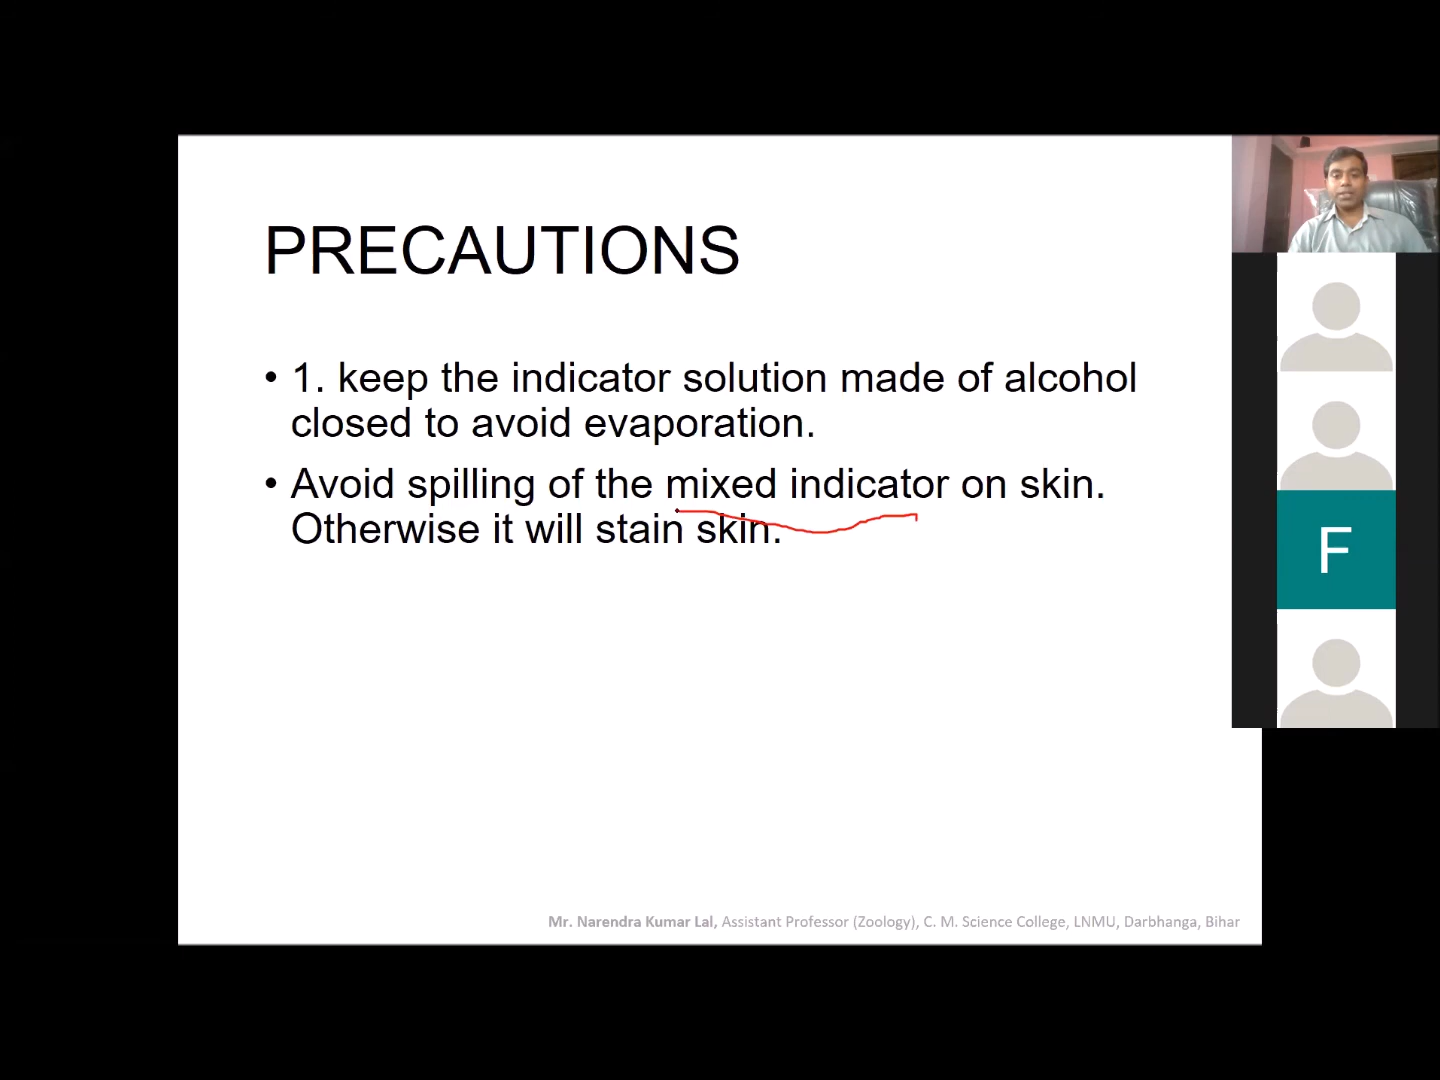 PRECAUTIONS
• 1. keep the indicator solution made of alcohol
closed to avoid evaporation.
• Avoid spilling of the mixed indicator on skin.
Otherwise it will stain skin.
F
Mr. Narendra Kumar Lal, Assistant Professor (Zoology), C. M. Science College, LNMU, Darbhanga, Bihar